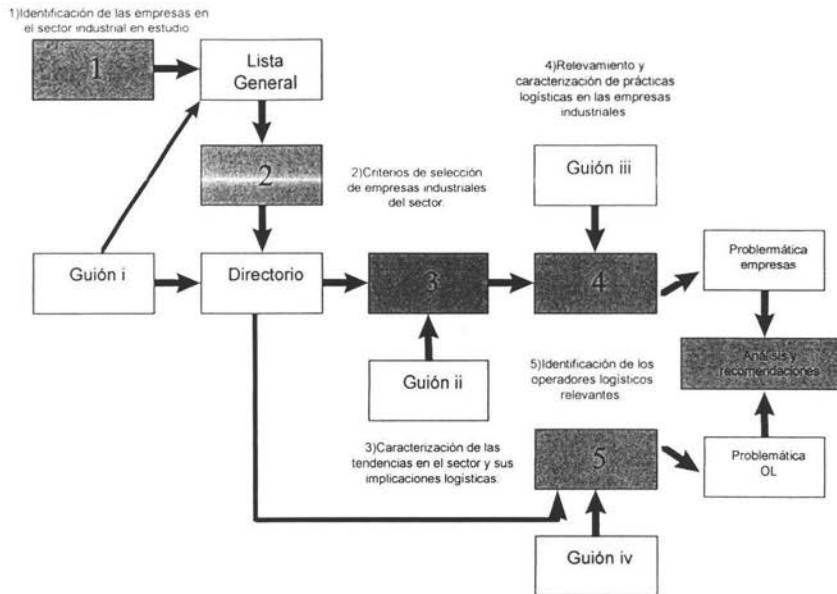 1)Identificación de las empresas en
el sector industrial en estudio
1
Lista
General
4)Relevamiento y
caracterización de prácticas
logísticas en las empresas
industriales
2
2)Criterios de selección
de empresas industriales
del sector.
Guión iii
Guión i
Directorio
3
4
Problermática
empresas
Guión ii
5)Identificación de los
operadores logísticos
relevantes
Análisis y
recomendaciones
3)Caracterización de las
tendencias en el sector y sus
implicaciones logísticas.
5
Problemática
OL
Guión iv